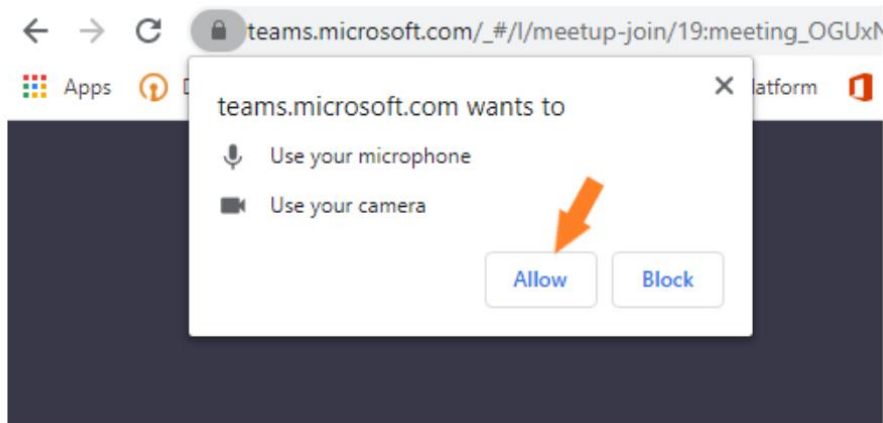 teams.microsoft.com/_#/l/meetup-join/19:meeting_OGUxN
Apps
latform
teams.microsoft.com wants to
Use your microphone
Use your camera
Allow Block